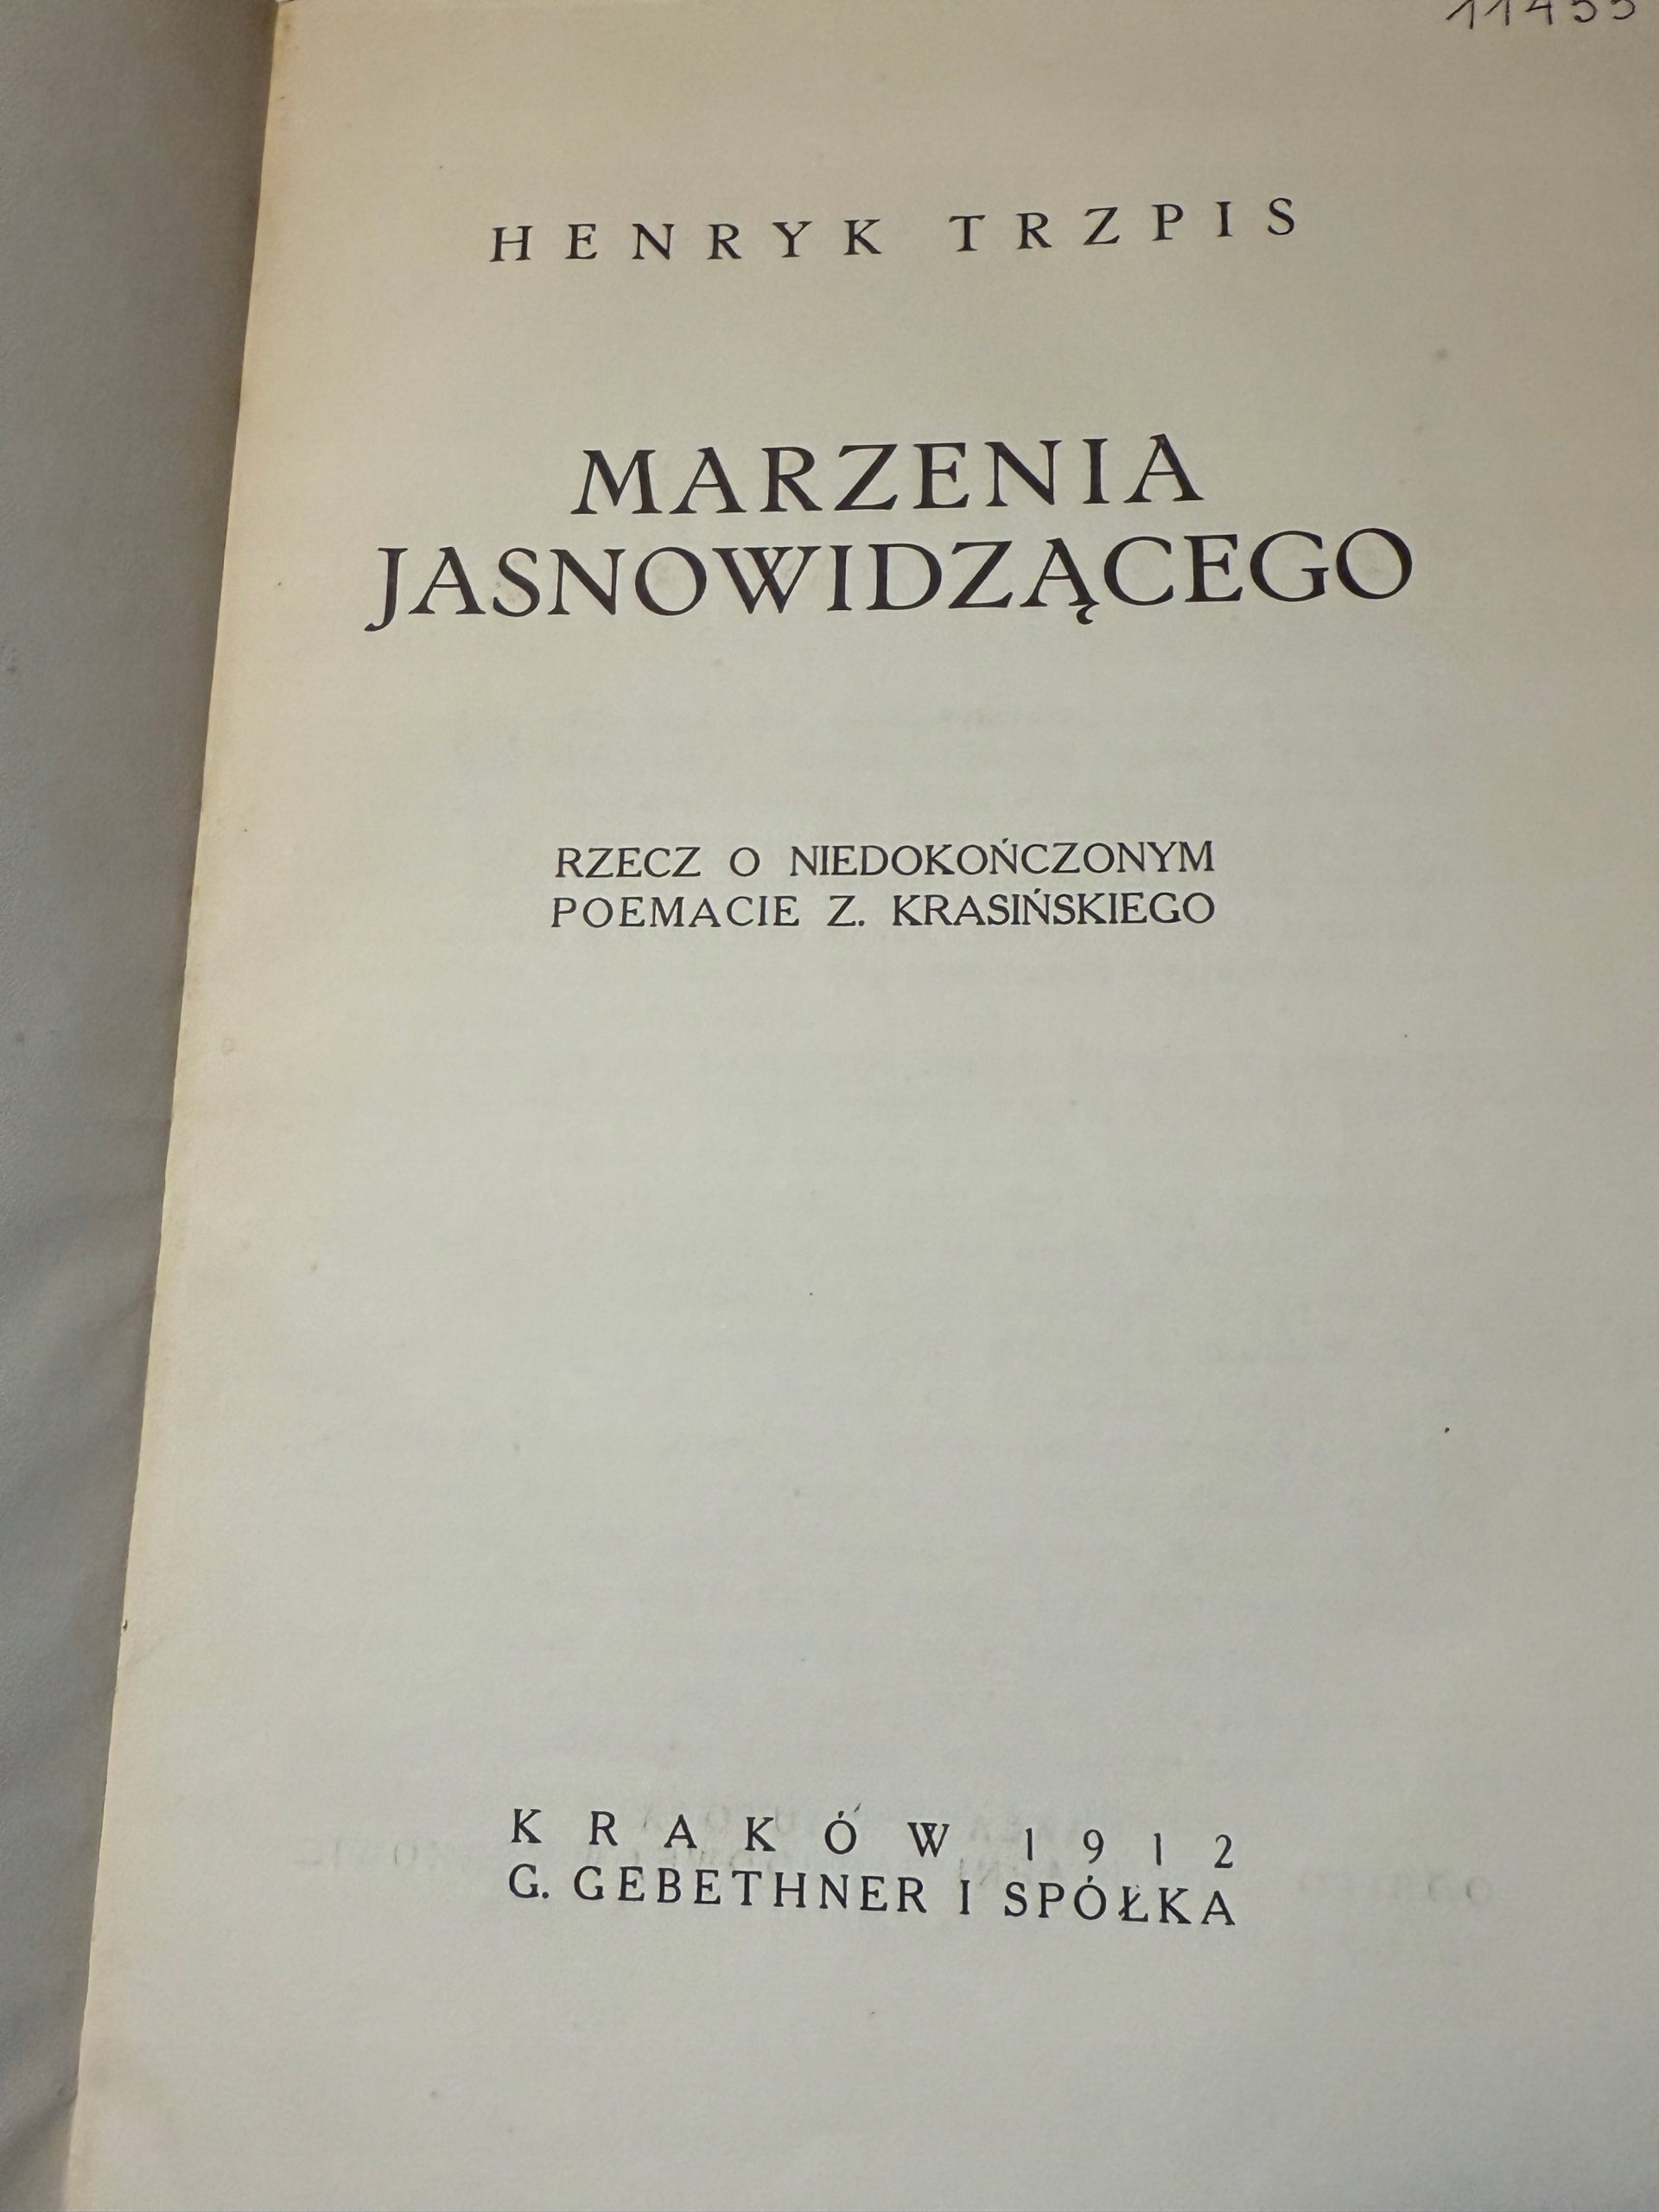 HENRYK TRZPIS
MARZENIA
JASNOWIDZĄCEGO
RZECZ O NIEDOKOŃCZONYM
POEMACIE Z. KRASIŃSKIEGO
KRAKÓW 1912
G. GEBETHNER I SPÓŁKA